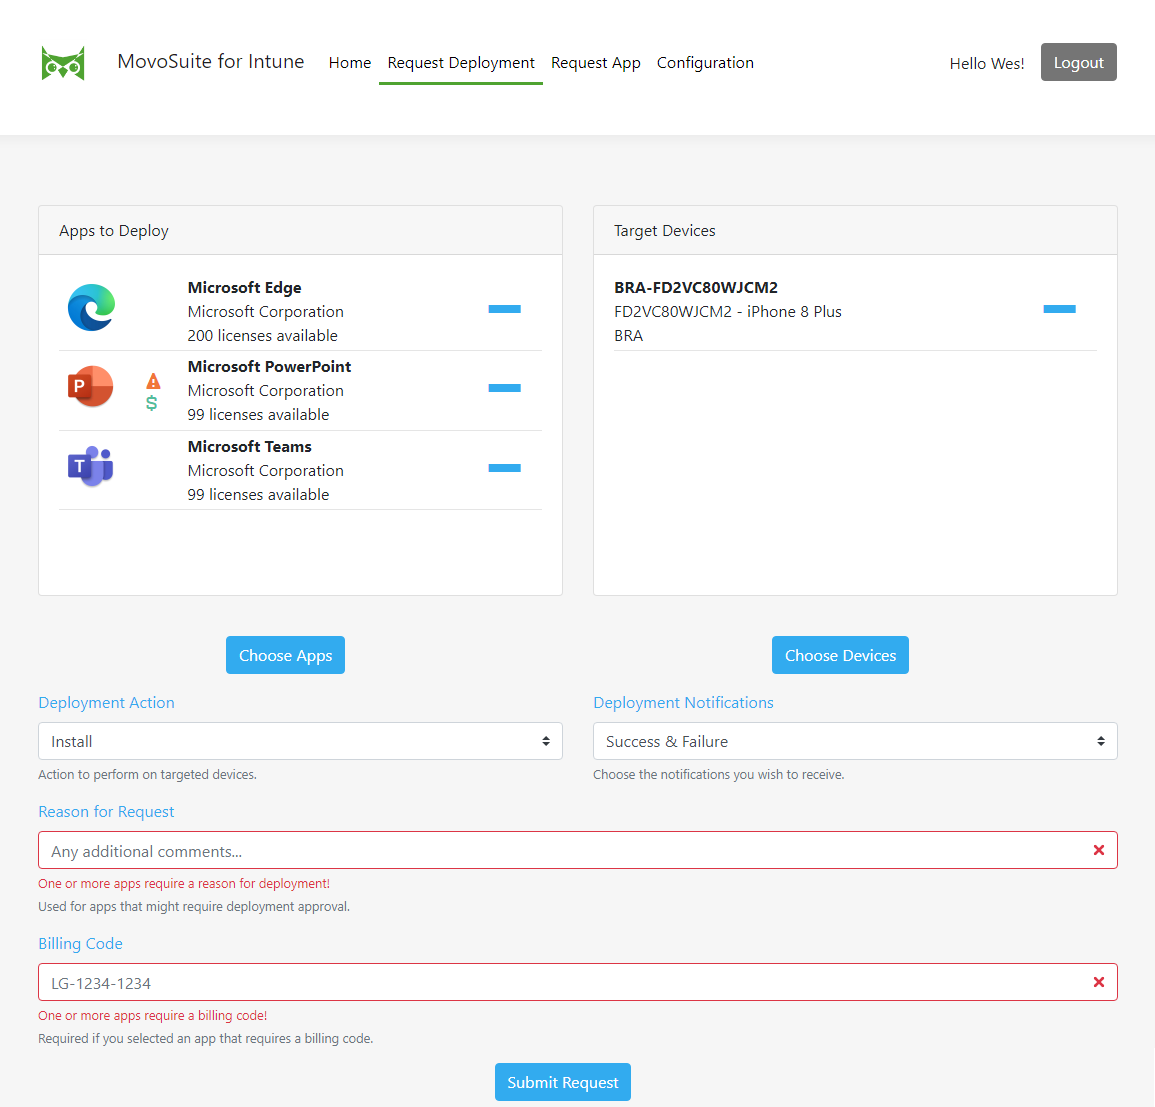 MovoSuite for Intune
Home
Request Deployment
Request App
Configuration
Hello Wes!
Logout
Apps to Deploy
Microsoft Edge
Microsoft Corporation
200 licenses available
P
$
Microsoft PowerPoint
Microsoft Corporation
99 licenses available
T
Microsoft Teams
Microsoft Corporation
99 licenses available
Target Devices
BRA-FD2VC80WJCM2
FD2VC80WJCM2 - iPhone 8 Plus
BRA
Choose Apps
Choose Devices
Deployment Action
Install
Action to perform on targeted devices.
Deployment Notifications
Success & Failure
Choose the notifications you wish to receive.
Reason for Request
Any additional comments...
One or more apps require a reason for deployment!
Used for apps that might require deployment approval.
Billing Code
LG-1234-1234
One or more apps require a billing code!
Required if you selected an app that requires a billing code.
Submit Request